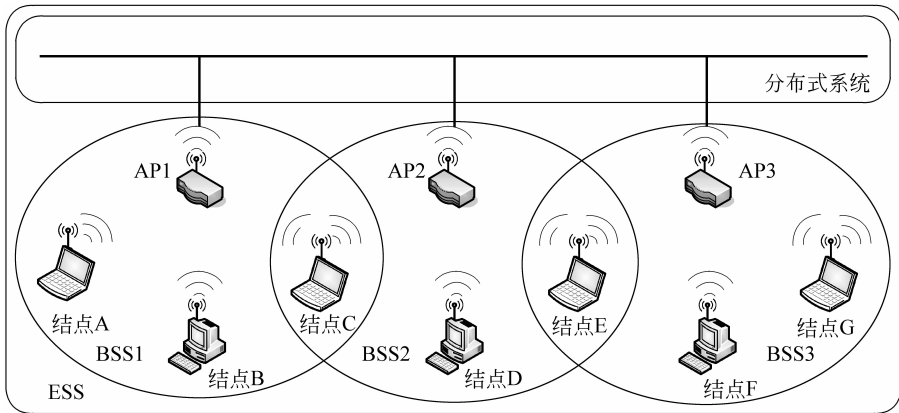 分布式系统
AP1
AP2
AP3
结点A
结点C
结点E
结点G
BSS1
结点B
BSS2
结点D
BSS3
结点F
ESS